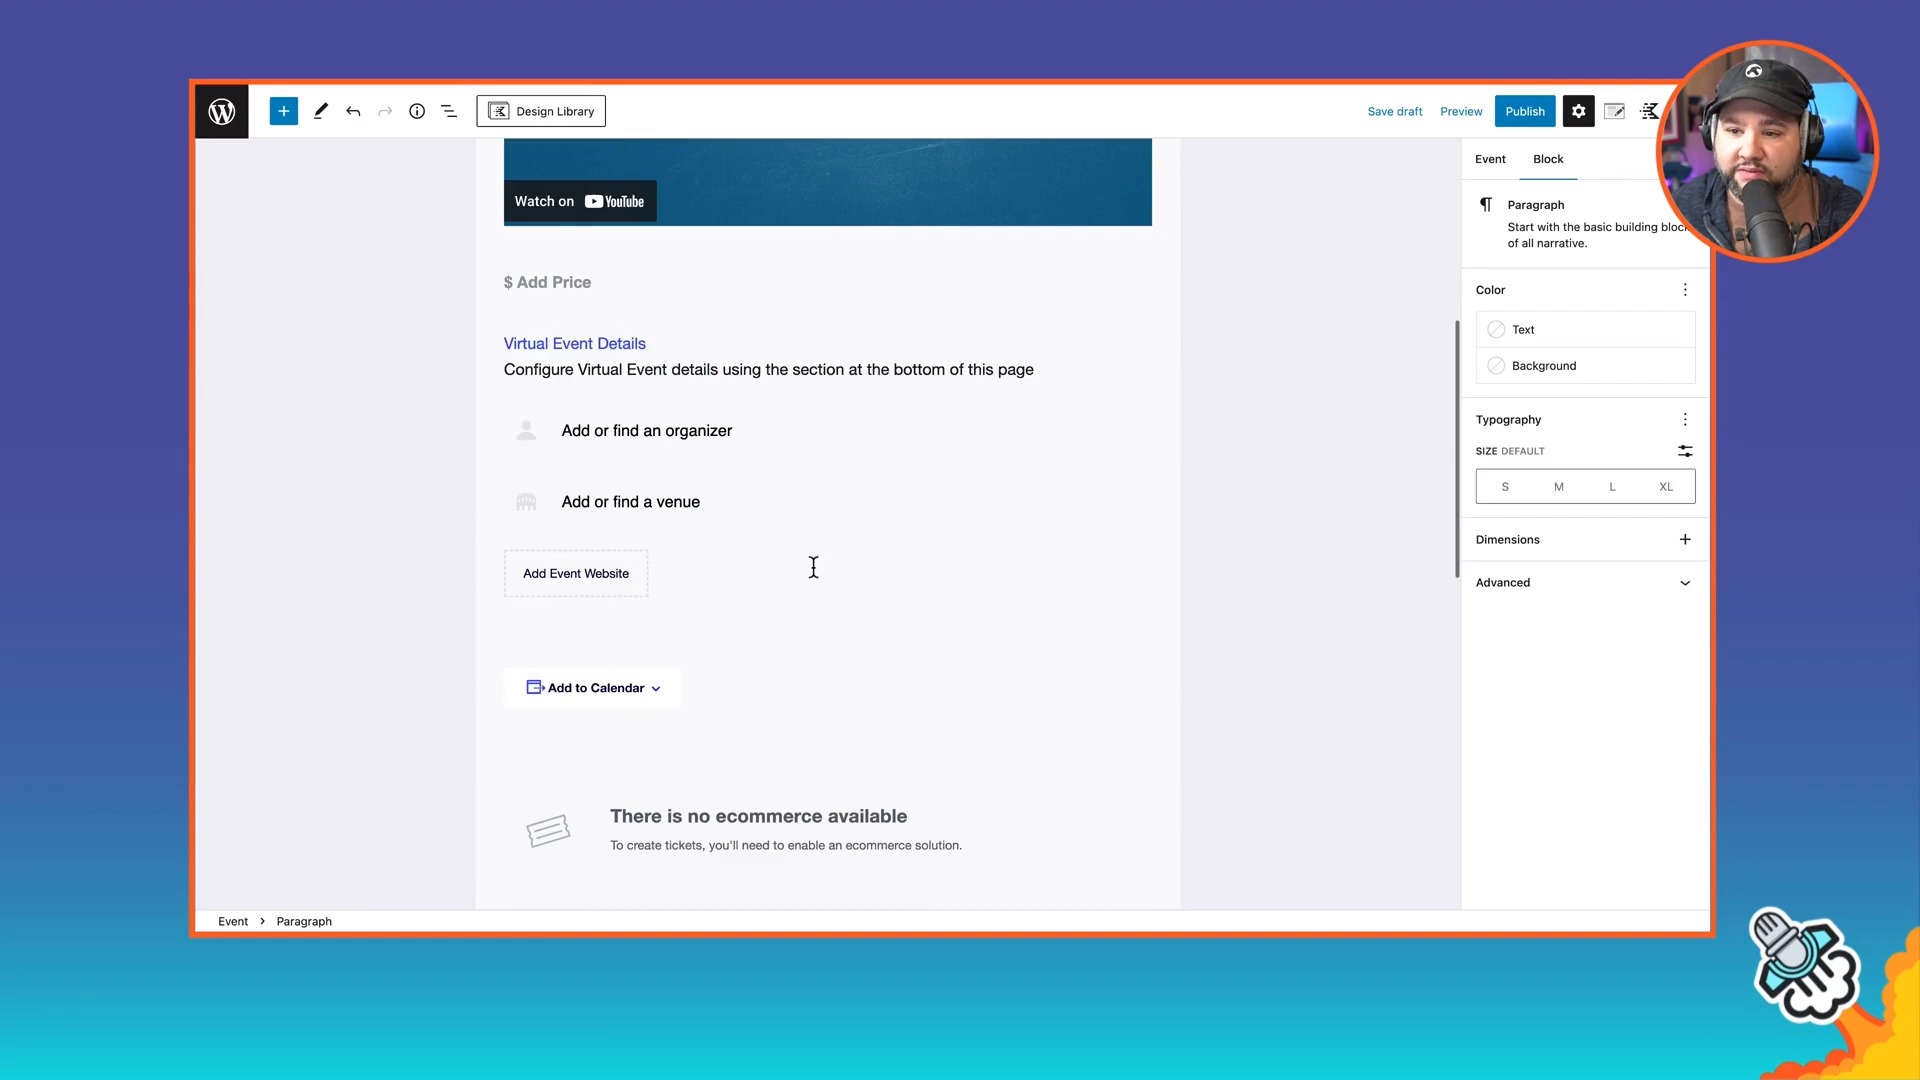 Design Library
Save draft
Preview
Publish
Watch on YouTube
$ Add Price
Virtual Event Details
Configure Virtual Event details using the section at the bottom of this page
Add or find an organizer
Add or find a venue
Add Event Website
Add to Calendar
There is no ecommerce available
To create tickets, you'll need to enable an ecommerce solution.
Event
Block
Paragraph
Start with the basic building block
of all narrative.
Color
Text
Background
Typography
SIZE DEFAULT
S M L XL
Dimensions
Advanced
Event > Paragraph